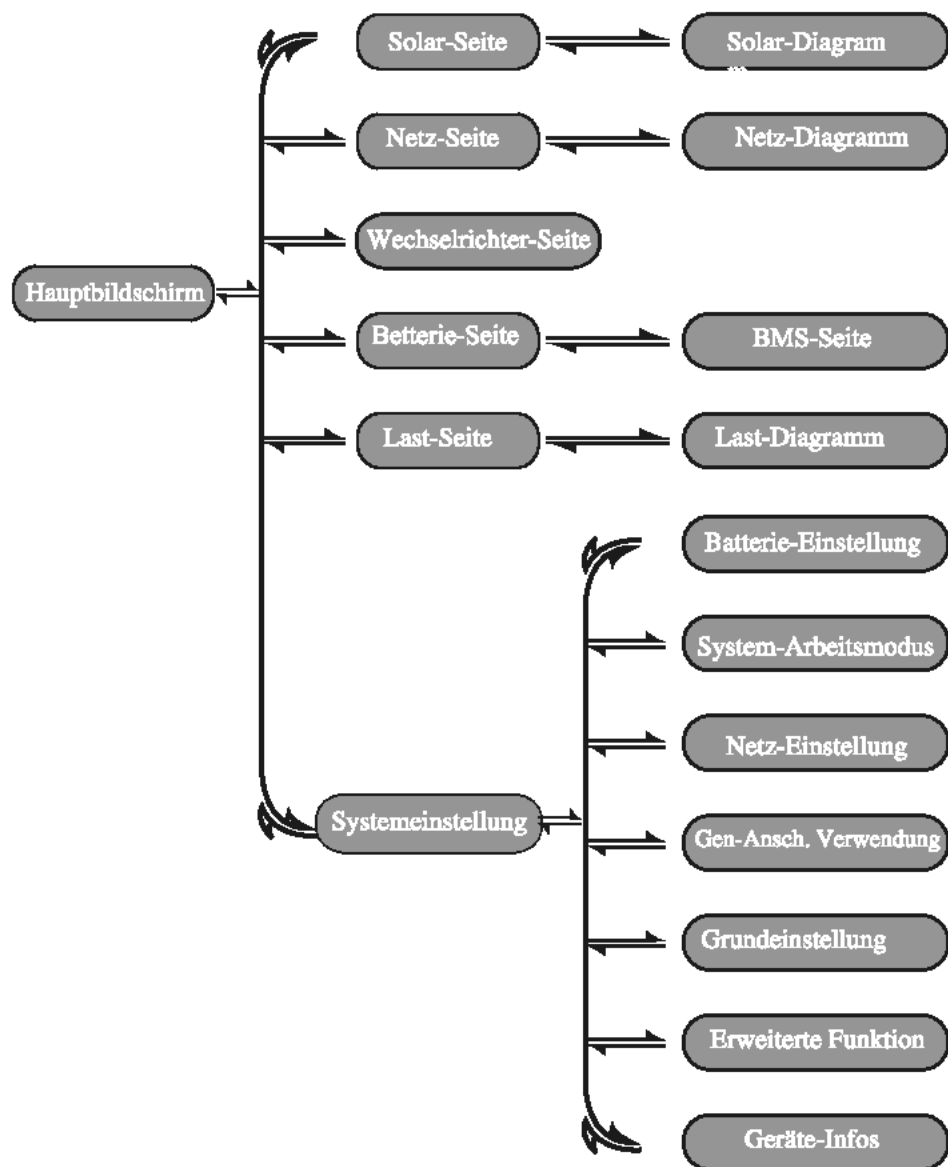 Solar-Seite
Solar-Diagram
m
Netz-Seite
Netz-Diagramm
Wechselrichter-Seite
Hauptbildschirm
Betterie-Seite
BMS-Seite
Last-Seite
Last-Diagramm
Batterie-Einstellung
System-Arbeitsmodus
Netz-Einstellung
Systemeinstellung
Gen-Ansch. Verwendung
Grundeinstellung
Erweiterte Funktion
Geräte-Infos